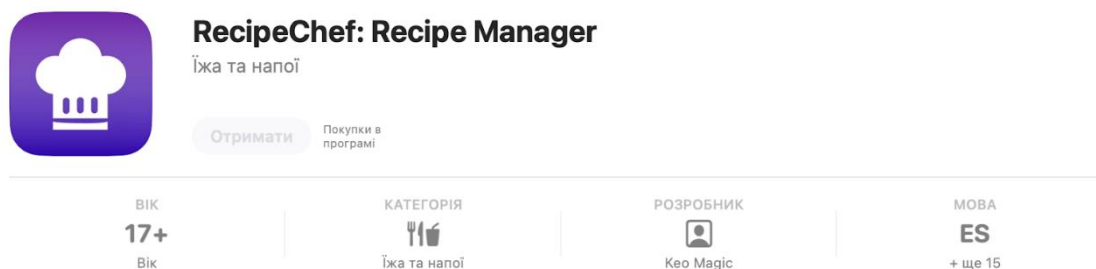 RecipeChef: Recipe Manager
Їжа та напої
Отримати
Покупки в
програмі
ВІК
17+
Вік
КАТЕГОРІЯ
Їжа та напої
РОЗРОБНИК
Keo Magic
МОВА
ES
+ ще 15